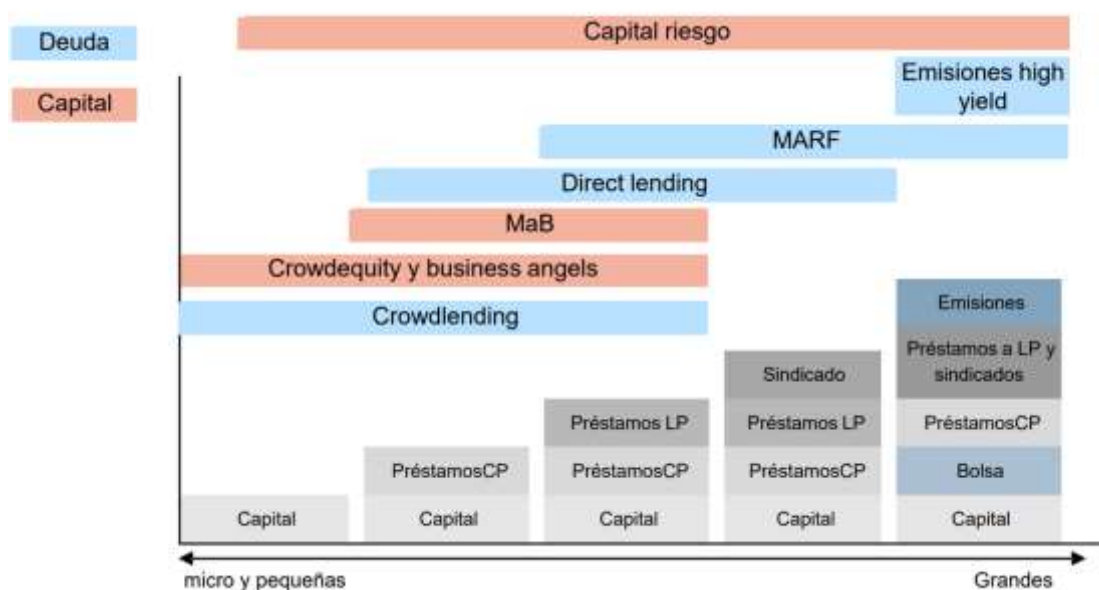 Capital riesgo
Deuda
Emisiones high
yield
Capital
MARF
Direct lending
MaB
Crowdequity y business angels
Crowdlending
Emisiones
Préstamos a LP y
sindicados
Sindicado
Préstamos LP
Préstamos LP
PréstamosCP
PréstamosCP
PréstamosCP
PréstamosCP
Bolsa
Capital
Capital
Capital
Capital
Capital
micro y pequeñas
Grandes